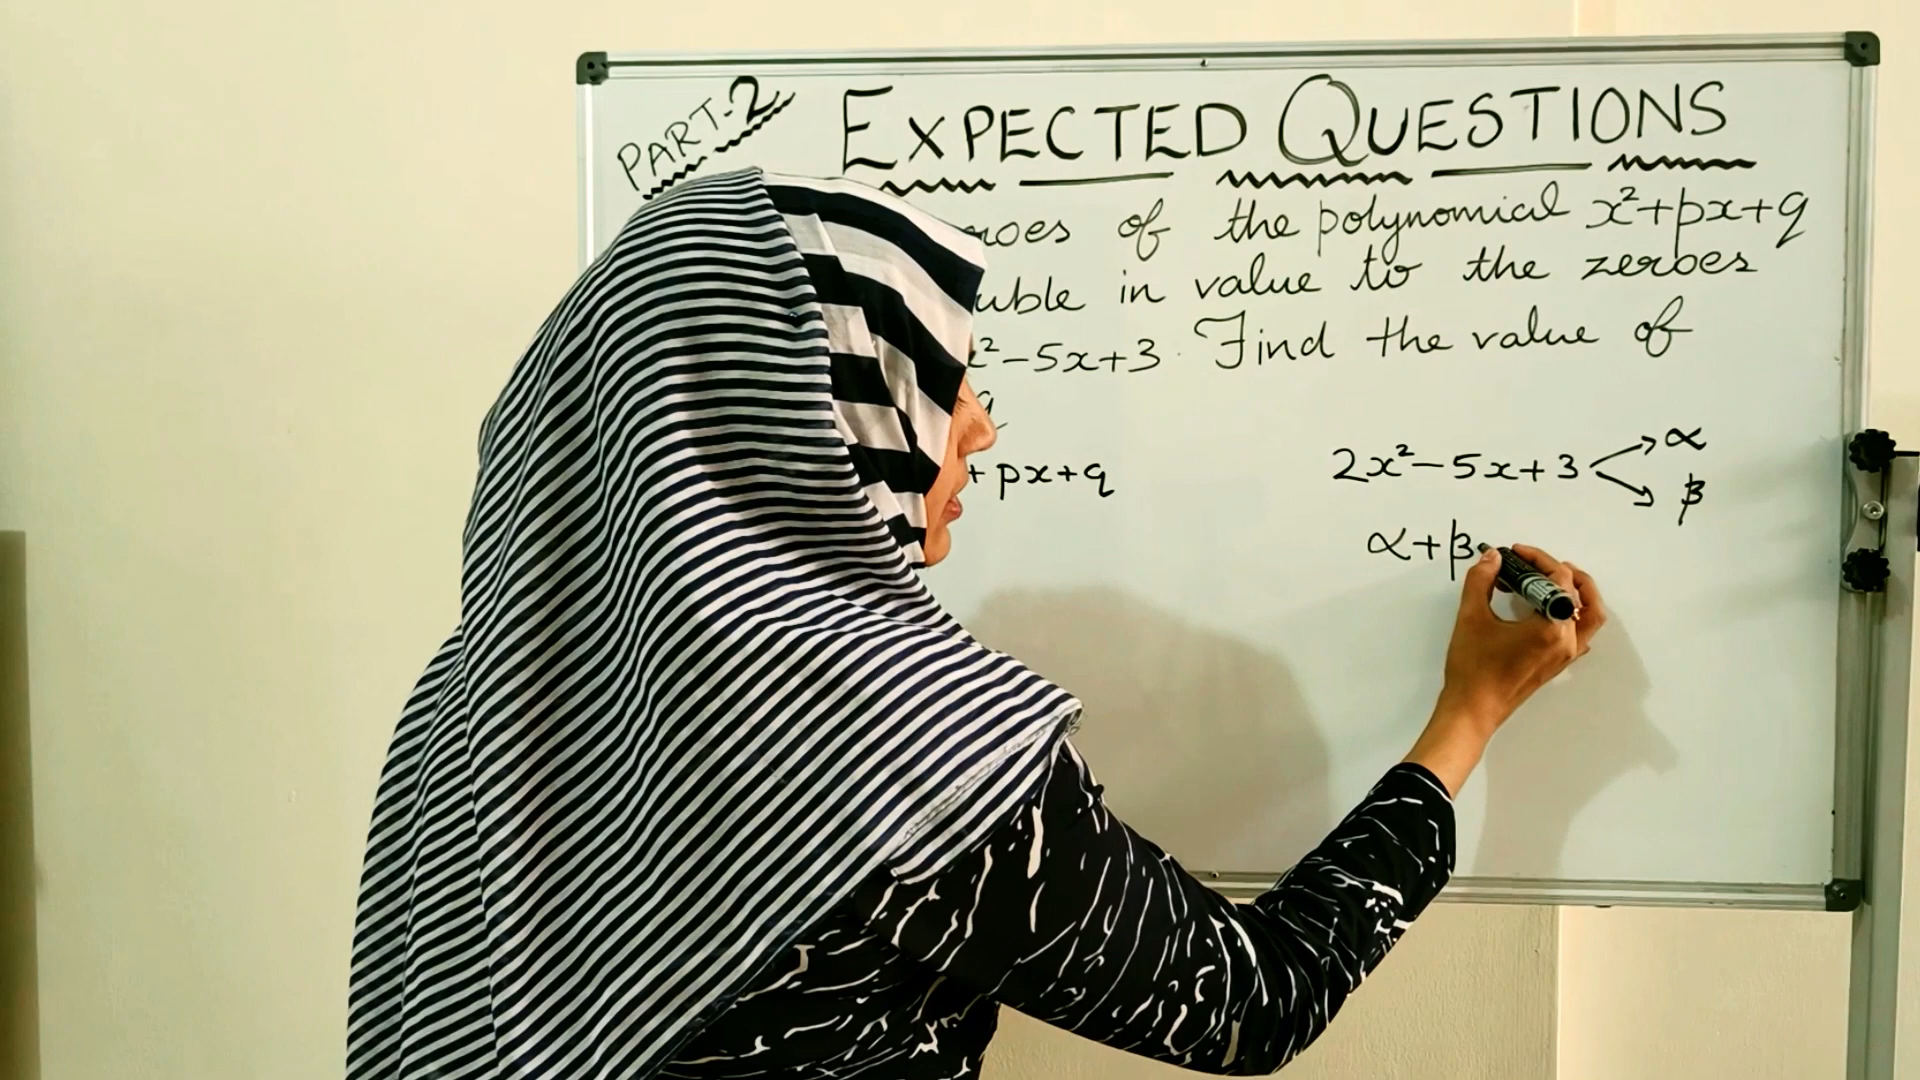 PART-2
EXPECTED QUESTIONS
of the polynomial x²+px+q
in value to the zeroes
x²-5x+3. Find the value of
q
+px+q
2x²-5x+3
α
β
α+β